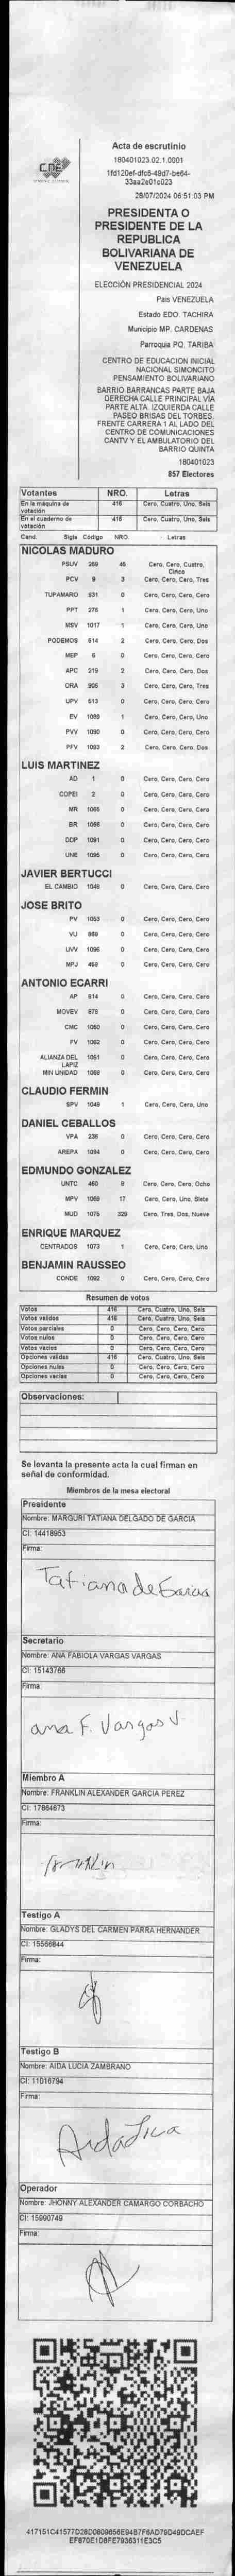 CNE
Acta de escrutinio
180401023.02.1.0001
1fd120ef-dfc6-49d7-be64-
33aa2e01c023
28/07/2024 06:51:03 PM
PRESIDENTA O
PRESIDENTE DE LA
REPUBLICA
BOLIVARIANA DE
VENEZUELA
ELECCIÓN PRESIDENCIAL 2024
Pais VENEZUELA
Estado EDO. TACHIRA
Municipio MP. CARDENAS
Parroquia PQ. TARIBA
CENTRO DE EDUCACION INICIAL
NACIONAL SIMONCITO
PENSAMIENTO BOLIVARIANO
BARRIO BARRANCAS PARTE BAJA
DERECHA CALLE PRINCIPAL VÍA
PARTE ALTA. IZQUIERDA CALLE
PASEO BRISAS DEL TORBES.
FRENTE CARRERA 1 AL LADO DEL
CENTRO DE COMUNICACIONES
CANTV Y EL AMBULATORIO DEL
BARRIO QUINTA
180401023
857 Electores
Votantes NRO. Letras
En la máquina de votación 416 Cero, Cuatro, Uno, Seis
En el cuaderno de votación 416 Cero, Cuatro, Uno, Seis
Cand. Sigla Código NRO. Letras
NICOLAS MADURO
PSUV 269 45 Cero, Cero, Cuatro, Cinco
PCV 9 3 Cero, Cero, Cero, Tres
TUPAMARO 931 0 Cero, Cero, Cero, Cero
PPT 276 1 Cero, Cero, Cero, Uno
MSV 1017 1 Cero, Cero, Cero, Uno
PODEMOS 614 2 Cero, Cero, Cero, Dos
MEP 6 0 Cero, Cero, Cero, Cero
APC 219 2 Cero, Cero, Cero, Dos
ORA 905 3 Cero, Cero, Cero, Tres
UPV 513 0 Cero, Cero, Cero, Cero
EV 1089 1 Cero, Cero, Cero, Uno
PVV 1090 0 Cero, Cero, Cero, Cero
PFV 1093 2 Cero, Cero, Cero, Dos
LUIS MARTINEZ
AD 1 0 Cero, Cero, Cero, Cero
COPEI 2 0 Cero, Cero, Cero, Cero
MR 1065 0 Cero, Cero, Cero, Cero
BR 1066 0 Cero, Cero, Cero, Cero
DDP 1091 0 Cero, Cero, Cero, Cero
UNE 1095 0 Cero, Cero, Cero, Cero
JAVIER BERTUCCI
EL CAMBIO 1048 0 Cero, Cero, Cero, Cero
JOSE BRITO
PV 1053 0 Cero, Cero, Cero, Cero
VU 868 0 Cero, Cero, Cero, Cero
UVV 1096 0 Cero, Cero, Cero, Cero
MPJ 458 0 Cero, Cero, Cero, Cero
ANTONIO ECARRI
AP 914 0 Cero, Cero, Cero, Cero
MOVEV 878 0 Cero, Cero, Cero, Cero
CMC 1060 0 Cero, Cero, Cero, Cero
FV 1062 0 Cero, Cero, Cero, Cero
ALIANZA DEL LAPIZ 1061 0 Cero, Cero, Cero, Cero
MIN UNIDAD 1068 0 Cero, Cero, Cero, Cero
CLAUDIO FERMIN
SPV 1049 1 Cero, Cero, Cero, Uno
DANIEL CEBALLOS
VPA 236 0 Cero, Cero, Cero, Cero
AREPA 1094 0 Cero, Cero, Cero, Cero
EDMUNDO GONZALEZ
UNTC 460 8 Cero, Cero, Cero, Ocho
MPV 1069 17 Cero, Cero, Uno, Siete
MUD 1075 329 Cero, Tres, Dos, Nueve
ENRIQUE MARQUEZ
CENTRADOS 1073 1 Cero, Cero, Cero, Uno
BENJAMIN RAUSSEO
CONDE 1092 0 Cero, Cero, Cero, Cero
Resumen de votos
Votos 416 Cero, Cuatro, Uno, Seis
Votos válidos 416 Cero, Cuatro, Uno, Seis
Votos parciales 0 Cero, Cero, Cero, Cero
Votos nulos 0 Cero, Cero, Cero, Cero
Votos vacíos 0 Cero, Cero, Cero, Cero
Opciones validas 416 Cero, Cuatro, Uno, Seis
Opciones nulas 0 Cero, Cero, Cero, Cero
Opciones vacías 0 Cero, Cero, Cero, Cero
Observaciones:
Se levanta la presente acta la cual firman en
señal de conformidad.
Miembros de la mesa electoral
Presidente
Nombre: MARGURI TATIANA DELGADO DE GARCIA
CI: 14418953
Firma:
Tatiana de Garcia
Secretario
Nombre: ANA FABIOLA VARGAS VARGAS
CI: 15143766
Firma:
ana F. Vargas V
Miembro A
Nombre: FRANKLIN ALEXANDER GARCIA PEREZ
CI: 17864673
Firma:
Franklin
Testigo A
Nombre: GLADYS DEL CARMEN PARRA HERNANDER
CI: 15566844
Firma:
Testigo B
Nombre: AIDA LUCIA ZAMBRANO
CI: 11016794
Firma:
Operador
Nombre: JHONNY ALEXANDER CAMARGO CORBACHO
CI: 15990749
Firma:
417151C41577D28D0809656E94B7F6AD79D49DCAEF
EF870E1D8FE7936311E3C5